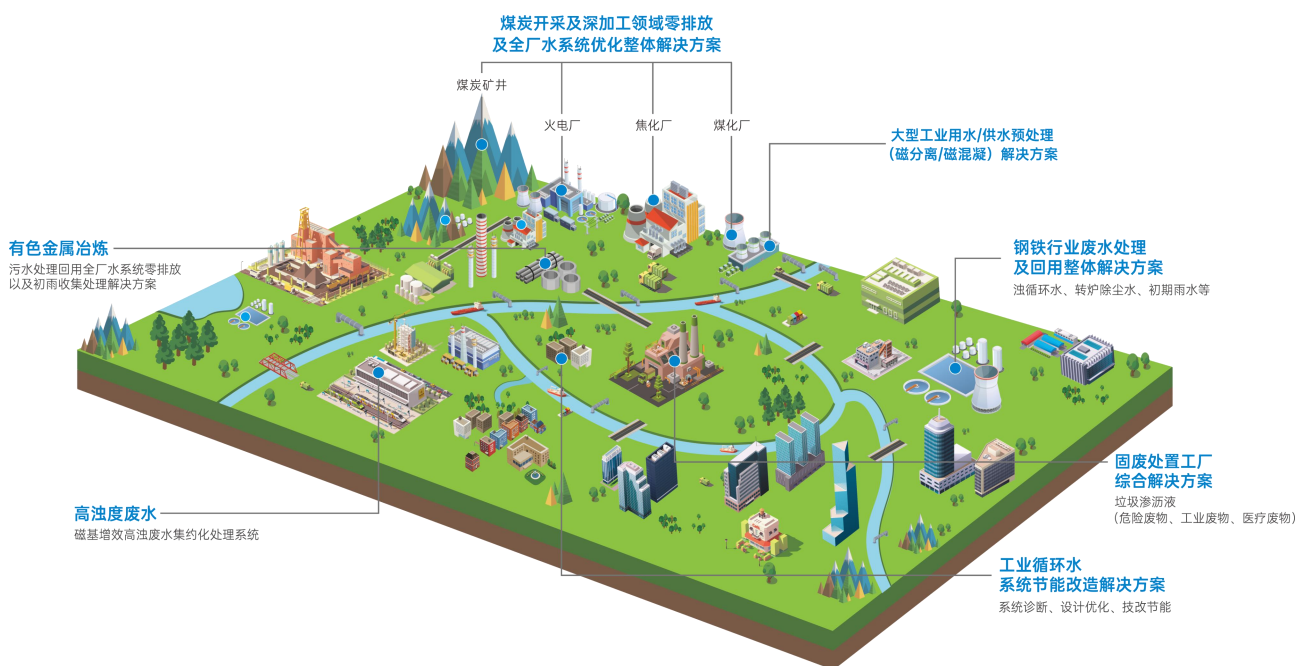 煤炭开采及深加工领域零排放
及全厂水系统优化整体解决方案
煤炭矿井
火电厂
焦化厂
煤化厂
大型工业用水/供水预处理
（磁分离/磁混凝）解决方案
有色金属冶炼
污水处理回用全厂水系统零排放
以及初雨收集处理解决方案
钢铁行业废水处理
及回用整体解决方案
浊循环水、转炉除尘水、初期雨水等
固废处置工厂
综合解决方案
垃圾渗沥液
（危险废物、工业废物、医疗废物）
高浊度废水
磁基增效高浊废水集约化处理系统
工业循环水
系统节能改造解决方案
系统诊断、设计优化、技改节能